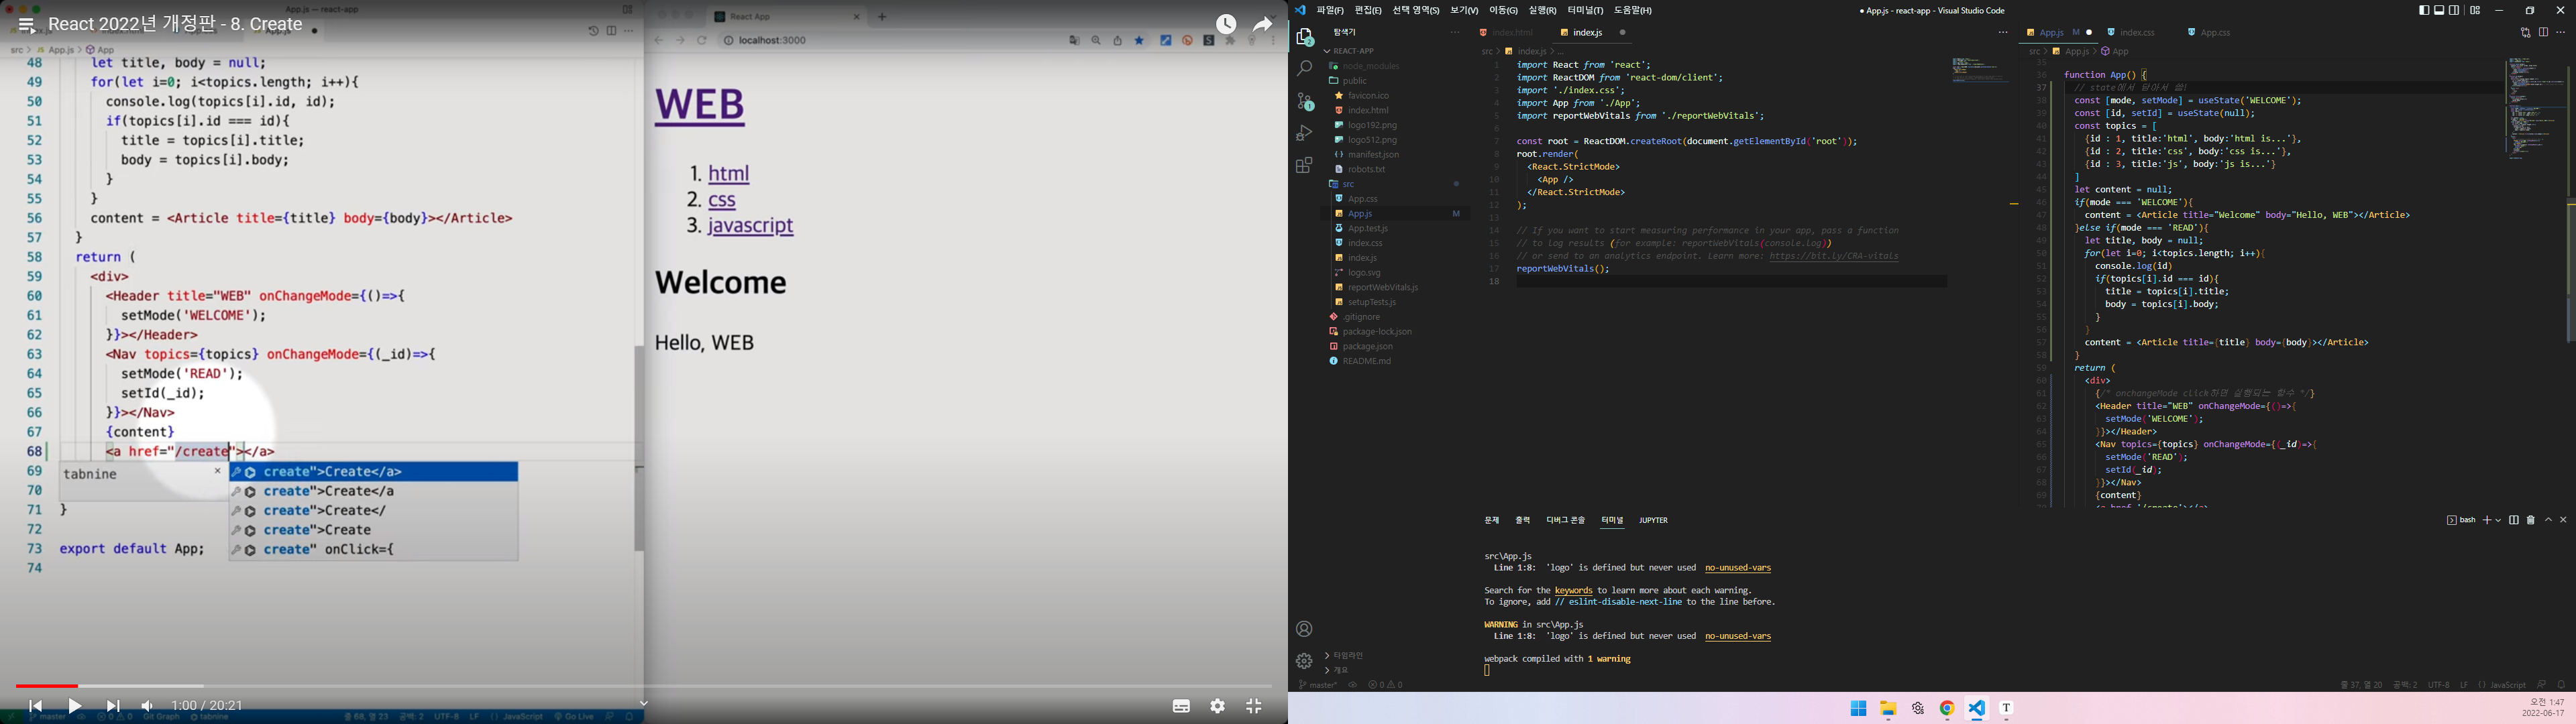 React 2022년 개정판 - 8. Create
App.js — react-app
src > App.js > App
48 let title, body = null;
49 for(let i=0; i<topics.length; i++){
50 console.log(topics[i].id, id);
51 if(topics[i].id === id){
52 title = topics[i].title;
53 body = topics[i].body;
54 }
55 }
56 content = <Article title={title} body={body}></Article>
57 }
58 return (
59 <div>
60 <Header title="WEB" onChangeMode={()=>{
61 setMode('WELCOME');
62 }}></Header>
63 <Nav topics={topics} onChangeMode={(_id)=>{
64 setMode('READ');
65 setId(_id);
66 }}></Nav>
67 {content}
68 <a href="/create"></a>
69
70
71 }
72
73 export default App;
74
tabnine
create">Create</a>
create">Create</a
create">Create</
create">Create
create" onClick={
1:00 / 20:21
master
Git Graph
tabnine
줄 68, 열 23 공백: 2 UTF-8 LF JavaScript Go Live
React App
localhost:3000
WEB
1. html
2. css
3. javascript
Welcome
Hello, WEB
파일(F) 편집(E) 선택 영역(S) 보기(V) 이동(G) 실행(R) 터미널(T) 도움말(H)
● App.js - react-app - Visual Studio Code
탐색기
REACT-APP
node_modules
public
favicon.ico
index.html
logo192.png
logo512.png
manifest.json
robots.txt
src
App.css
App.js M
App.test.js
index.css
index.js
logo.svg
reportWebVitals.js
setupTests.js
.gitignore
package-lock.json
package.json
README.md
타임라인
개요
index.html
index.js
src > index.js > ...
1 import React from 'react';
2 import ReactDOM from 'react-dom/client';
3 import './index.css';
4 import App from './App';
5 import reportWebVitals from './reportWebVitals';
6
7 const root = ReactDOM.createRoot(document.getElementById('root'));
8 root.render(
9 <React.StrictMode>
10 <App />
11 </React.StrictMode>
12 );
13
14 // If you want to start measuring performance in your app, pass a function
15 // to log results (for example: reportWebVitals(console.log))
16 // or send to an analytics endpoint. Learn more: https://bit.ly/CRA-vitals
17 reportWebVitals();
18
App.js M
index.css
App.css
src > App.js > App
35
36 function App() {
37 // state에서 담아서 씀!
38 const [mode, setMode] = useState('WELCOME');
39 const [id, setId] = useState(null);
40 const topics = [
41 {id : 1, title:'html', body:'html is...'},
42 {id : 2, title:'css', body:'css is...'},
43 {id : 3, title:'js', body:'js is...'}
44 ]
45 let content = null;
46 if(mode === 'WELCOME'){
47 content = <Article title="Welcome" body="Hello, WEB"></Article>
48 }else if(mode === 'READ'){
49 let title, body = null;
50 for(let i=0; i<topics.length; i++){
51 console.log(id)
52 if(topics[i].id === id){
53 title = topics[i].title;
54 body = topics[i].body;
55 }
56 }
57 content = <Article title={title} body={body}></Article>
58 }
59 return (
60 <div>
61 {/* onchangeMode click하면 실행되는 함수 */}
62 <Header title="WEB" onChangeMode={()=>{
63 setMode('WELCOME');
64 }}></Header>
65 <Nav topics={topics} onChangeMode={(_id)=>{
66 setMode('READ');
67 setId(_id);
68 }}></Nav>
69 {content}
문제 출력 디버그 콘솔 터미널 JUPYTER
bash
src\App.js
Line 1:8: 'logo' is defined but never used no-unused-vars
Search for the keywords to learn more about each warning.
To ignore, add // eslint-disable-next-line to the line before.
WARNING in src\App.js
Line 1:8: 'logo' is defined but never used no-unused-vars
webpack compiled with 1 warning
master* 0 0
줄 37, 열 20 공백: 2 UTF-8 LF JavaScript
오전 1:47
2022-06-17